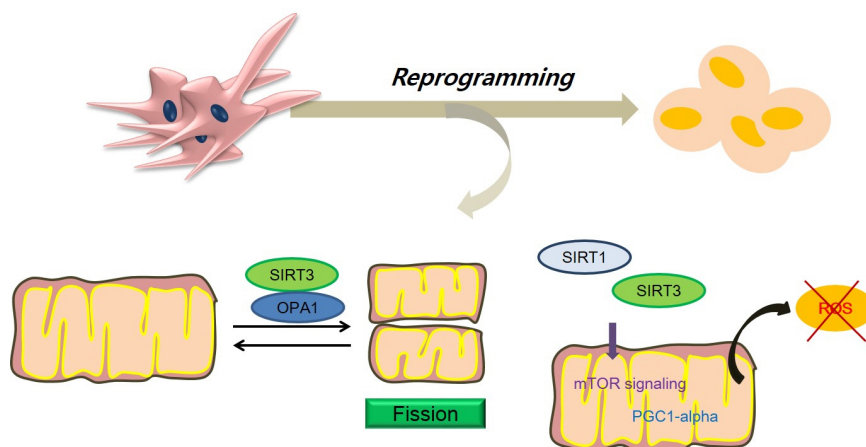 Reprogramming
SIRT3
OPA1
Fission
SIRT1
SIRT3
ROS
mTOR signaling
PGC1-alpha